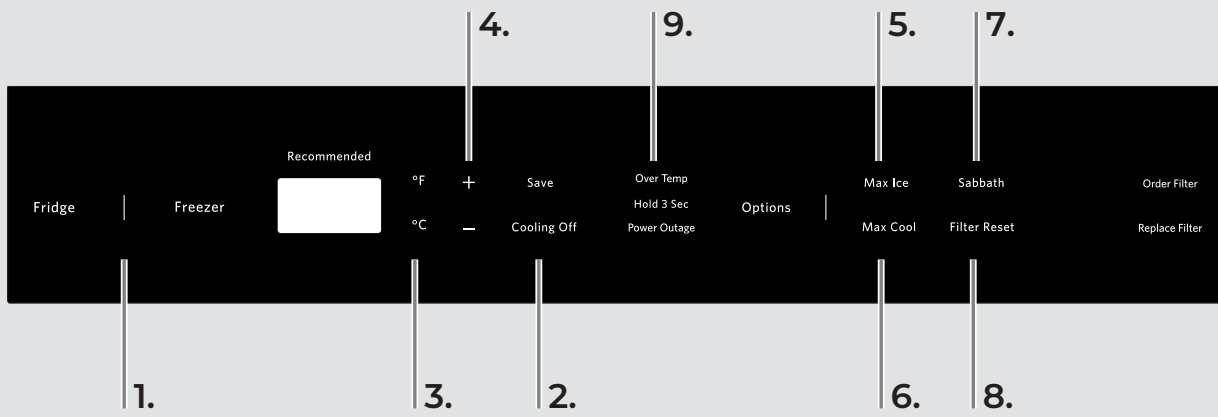 4. 9. 5. 7.
Recommended
°F + Save Over Temp Max Ice Sabbath Order Filter
Fridge Freezer Hold 3 Sec Options
°C – Cooling Off Power Outage Max Cool Filter Reset Replace Filter
1. 3. 2. 6. 8.